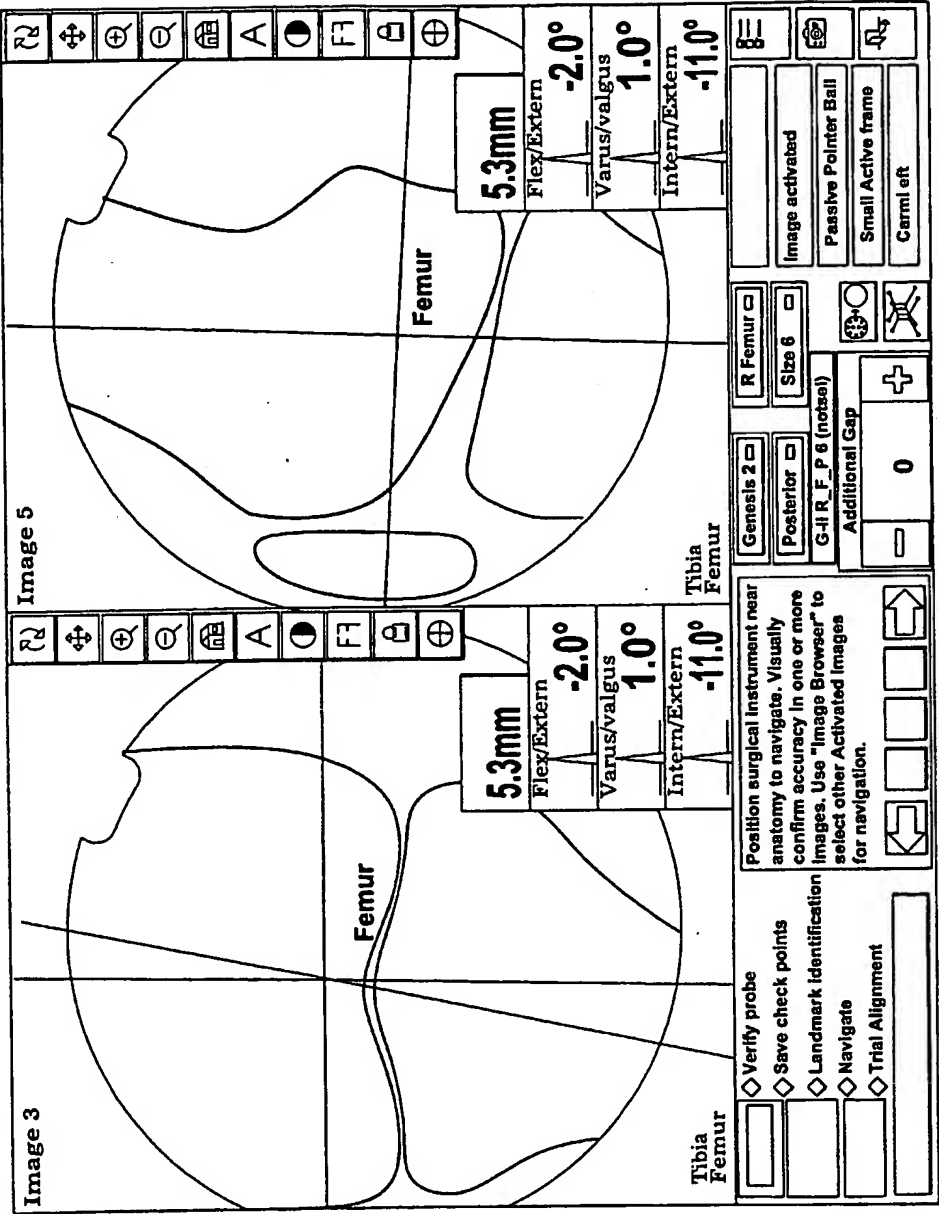 Image 3
A
Femur
5.3mm
Flex/Extern
-2.0°
Varus/valgus
1.0°
Intern/Extern
-11.0°
Tibia
Femur
Image 5
A
Femur
5.3mm
Flex/Extern
-2.0°
Varus/valgus
1.0°
Intern/Extern
-11.0°
Tibia
Femur
Verify probe
Save check points
Landmark identification
Navigate
Trial Alignment
Position surgical instrument near
anatomy to navigate. Visually
confirm accuracy in one or more
images. Use "Image Browser" to
select other Activated images
for navigation.
Genesis 2
R Femur
Posterior
Size 6
G-II R_F_P 6 (notsel)
Additional Gap
0
Image activated
Passive Pointer Ball
Small Active frame
Carml eft